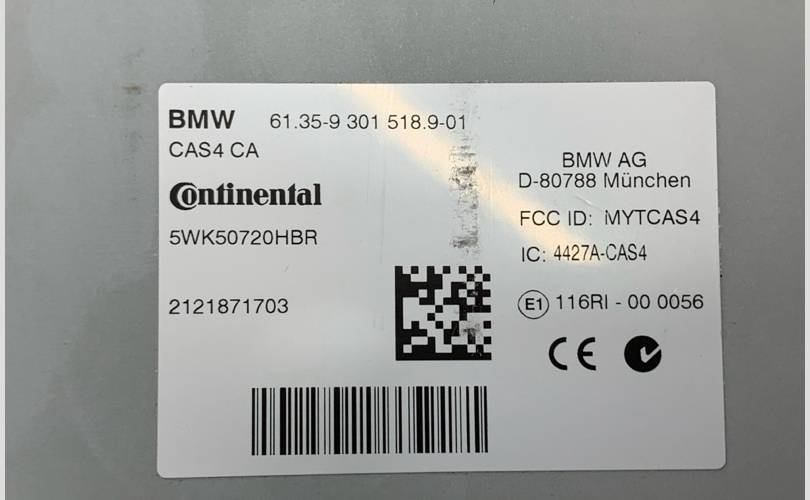 BMW 61.35-9 301 518.9-01
CAS4 CA
Continental
5WK50720HBR
2121871703
BMW AG
D-80788 München
FCC ID: MYTCAS4
IC: 4427A-CAS4
E1 116RI - 00 0056
CE